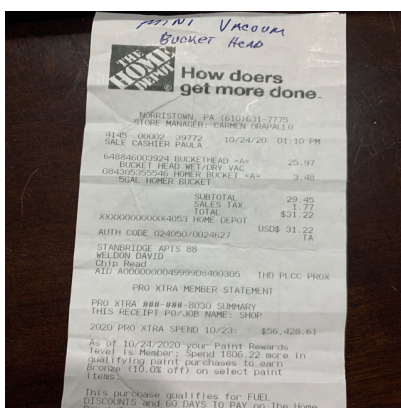 MINI VACUUM
BUCKET HEAD
THE
HOME
DEPOT
How doers
get more done.
NORRISTOWN, PA (610)631-7775
STORE MANAGER: CARMEN ORAPALLO
4145 00002 39772 10/24/20 01:10 PM
SALE CASHIER PAULA
648846003924 BUCKETHEAD <A> 25.97
BUCKET HEAD WET/DRY VAC
084305355546 HOMER BUCKET <A> 3.48
5GAL HOMER BUCKET
SUBTOTAL 29.45
SALES TAX 1.77
TOTAL $31.22
XXXXXXXXXXXX4053 HOME DEPOT
USD$ 31.22
AUTH CODE 024050/0024627 TA
STANBRIDGE APTS 88
WELDON DAVID
Chip Read
AID A0000000049999D8400305 THD PLCC PROX
PRO XTRA MEMBER STATEMENT
PRO XTRA ###-###-8030 SUMMARY
THIS RECEIPT PO/JOB NAME: SHOP
2020 PRO XTRA SPEND 10/23: $56,428.61
As of 10/24/2020 your Paint Rewards
level is Member; Spend 1806.22 more in
qualifying paint purchases to earn
Bronze (10.0% off) on select paint
items.
This purchase qualifies for FUEL
DISCOUNTS and 60 DAYS TO PAY on The Home